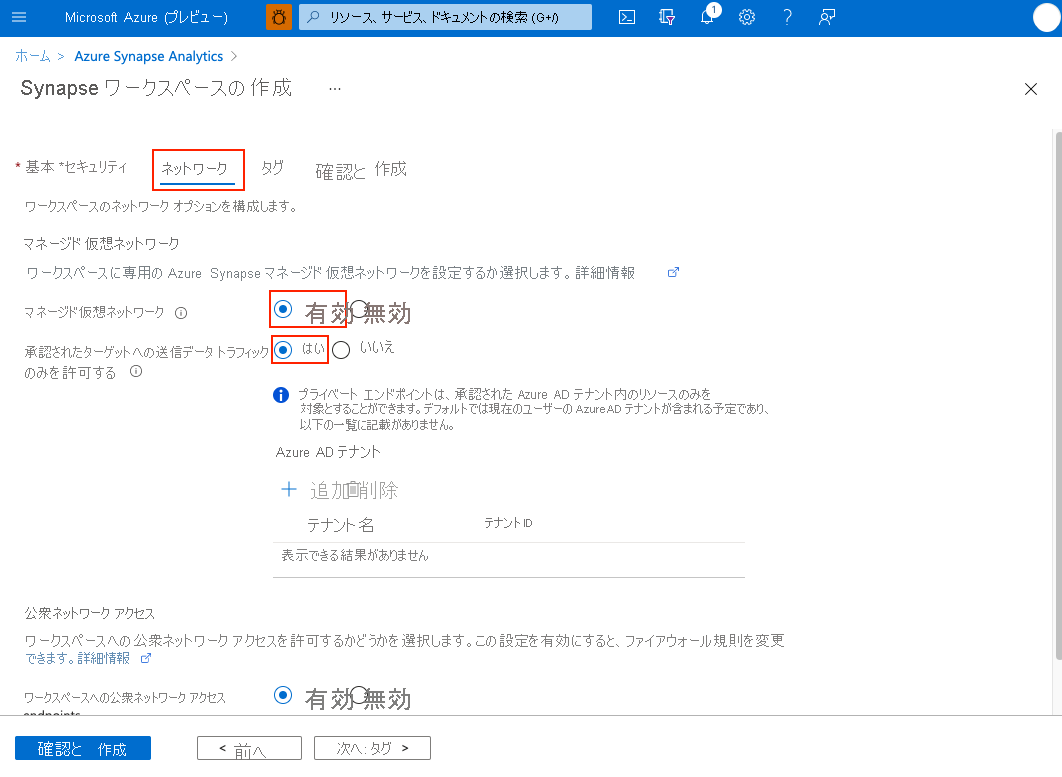 Microsoft Azure (プレビュー)
リソース、サービス、ドキュメントの検索 (G+/)
1
ホーム > Azure Synapse Analytics >
Synapse ワークスペースの 作成 …
* 基本 *セキュリティ ネットワーク タグ 確認と 作成
ワークスペースのネットワーク オプションを構成します。
マネージド 仮想ネットワーク
ワークスペースに専用の Azure Synapse マネージド 仮想ネットワークを設定するか選択します。詳細情報
マネージド仮想ネットワーク 有効 無効
承認されたターゲットへの送信データ トラフィック はい いいえ
のみを許可する
プライベート エンドポイントは、承認された Azure AD テナント内のリソースのみを
対象とすることができます。デフォルトでは現在のユーザーの Azure AD テナントが含まれる予定であり、
以下の一覧に記載がありません。
Azure AD テナント
+ 追加 削除
テナント 名 テナント ID
表示できる結果がありません
公衆ネットワーク アクセス
ワークスペースへの 公衆ネットワーク アクセスを許可するかどうかを選択します。この設定を有効にすると、ファイアウォール規則を変更
できます。詳細情報
ワークスペースへの公衆ネットワーク アクセス 有効 無効
endpoints
確認と 作成 < 前へ 次へ: タグ >